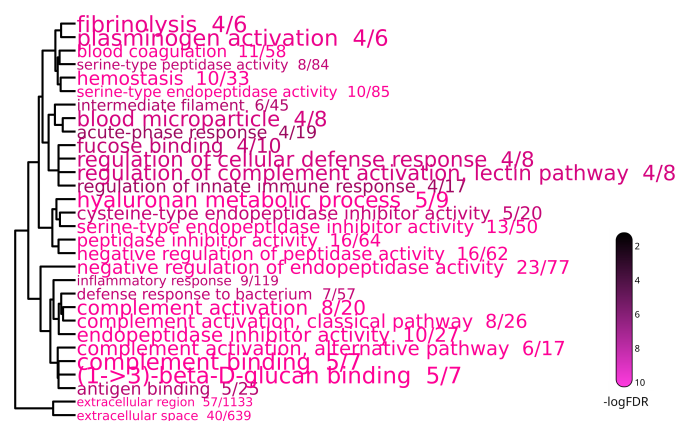 fibrinolysis 4/6
plasminogen activation 4/6
blood coagulation 11/58
serine-type peptidase activity 8/84
hemostasis 10/33
serine-type endopeptidase activity 10/85
intermediate filament 6/45
blood microparticle 4/8
acute-phase response 4/19
fucose binding 4/10
regulation of cellular defense response 4/8
regulation of complement activation, lectin pathway 4/8
regulation of innate immune response 4/17
hyaluronan metabolic process 5/9
cysteine-type endopeptidase inhibitor activity 5/20
serine-type endopeptidase inhibitor activity 13/50
peptidase inhibitor activity 16/64
negative regulation of peptidase activity 16/62
negative regulation of endopeptidase activity 23/77
inflammatory response 9/119
defense response to bacterium 7/57
complement activation 8/20
complement activation, classical pathway 8/26
endopeptidase inhibitor activity 10/27
complement activation, alternative pathway 6/17
complement binding 5/7
(1->3)-beta-D-glucan binding 5/7
antigen binding 5/25
extracellular region 57/1133
extracellular space 40/639
2
4
6
8
10
-logFDR